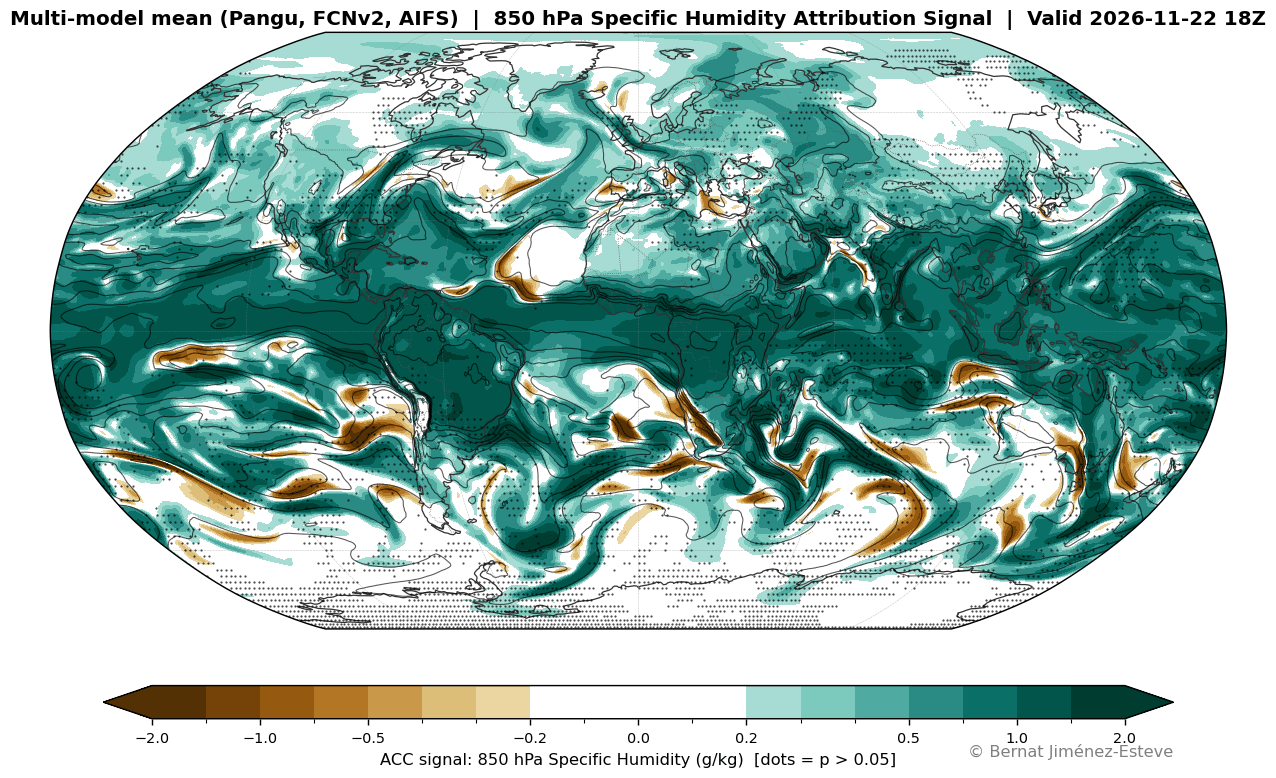 Multi-model mean (Pangu, FCNv2, AIFS)  |  850 hPa Specific Humidity Attribution Signal  |  Valid 2026-11-22 18Z
−2.0 −1.0 −0.5 −0.2 0.0 0.2 0.5 1.0 2.0
ACC signal: 850 hPa Specific Humidity (g/kg)  [dots = p > 0.05]
© Bernat Jiménez-Esteve